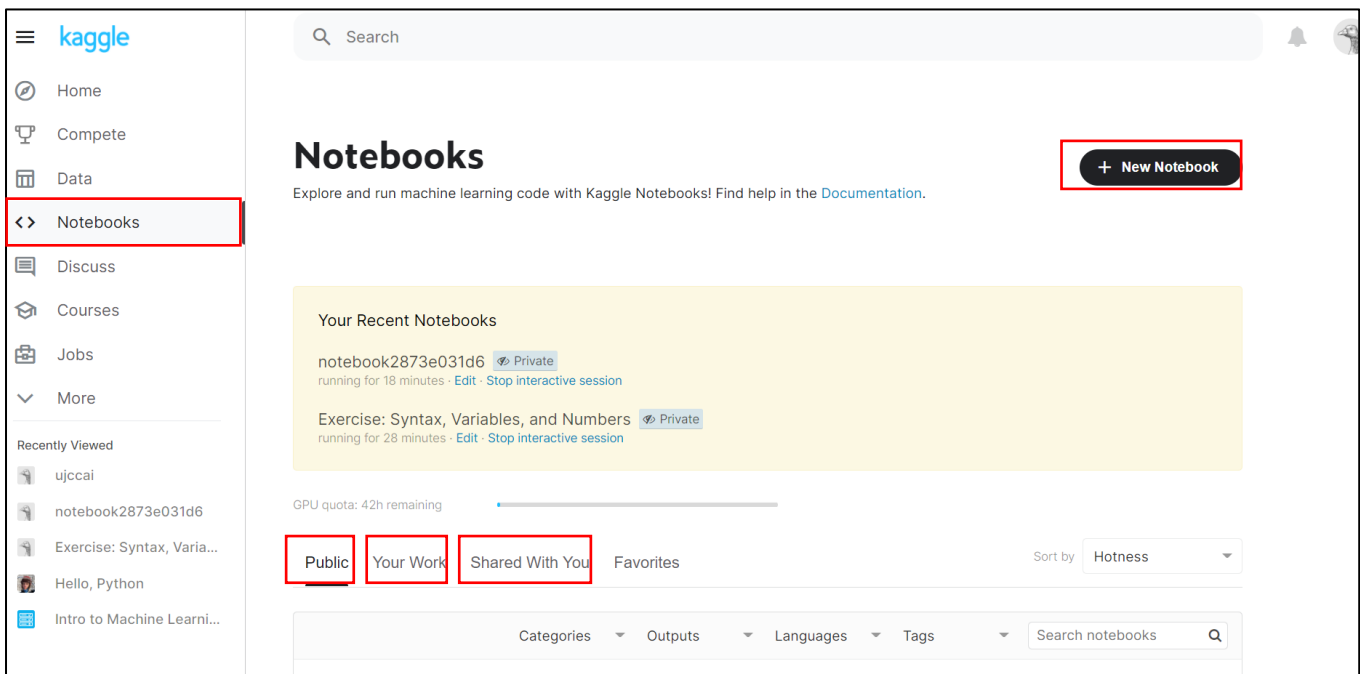 kaggle
Search
Home
Compete
Data
Notebooks
Discuss
Courses
Jobs
More
Recently Viewed
ujccai
notebook2873e031d6
Exercise: Syntax, Varia...
Hello, Python
Intro to Machine Learni...
Notebooks
+ New Notebook
Explore and run machine learning code with Kaggle Notebooks! Find help in the Documentation.
Your Recent Notebooks
notebook2873e031d6 Private
running for 18 minutes · Edit · Stop interactive session
Exercise: Syntax, Variables, and Numbers Private
running for 28 minutes · Edit · Stop interactive session
GPU quota: 42h remaining
Public Your Work Shared With You Favorites Sort by Hotness
Categories Outputs Languages Tags Search notebooks